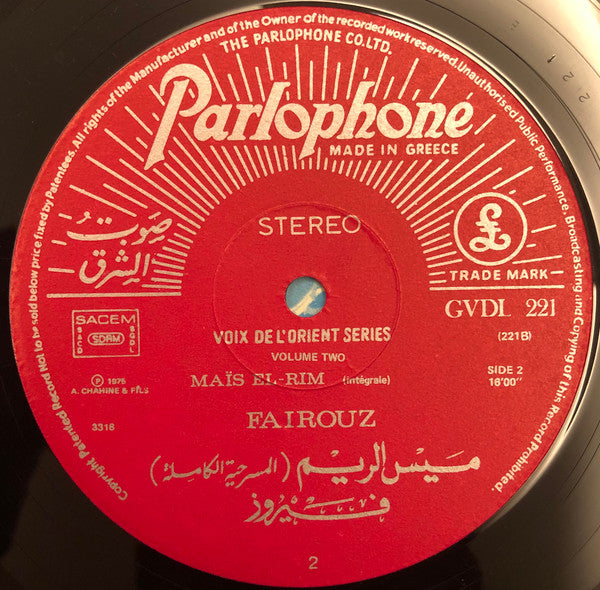 Copyright Patented Record Not to be sold below price fixed by Patentees. All rights of the Manufacturer and of the Owner of the recorded work reserved. Unauthorised Public Performance, Broadcasting and Copying of this Record Prohibited.
THE PARLOPHONE CO. LTD.
Parlophone
MADE IN GREECE
صوت
الشرق
STEREO
£
TRADE MARK
GVDL 221
(221B)
SACEM
SACD
SDRM
SGDL
VOIX DE L'ORIENT SERIES
VOLUME TWO
MAÏS EL-RIM (intégrale)
SIDE 2
16'00"
Ⓟ 1975
A. CHAHINE & FILS
3318
FAIROUZ
ميس الريم (المسرحية الكاملة)
فيروز
2